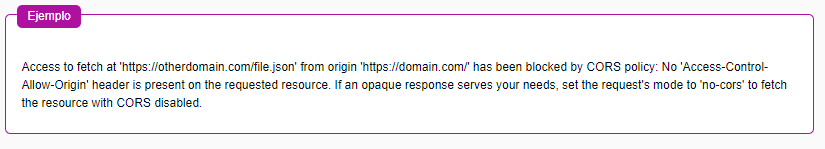 Ejemplo
Access to fetch at 'https://otherdomain.com/file.json' from origin 'https://domain.com/' has been blocked by CORS policy: No 'Access-Control-
Allow-Origin' header is present on the requested resource. If an opaque response serves your needs, set the request's mode to 'no-cors' to fetch
the resource with CORS disabled.